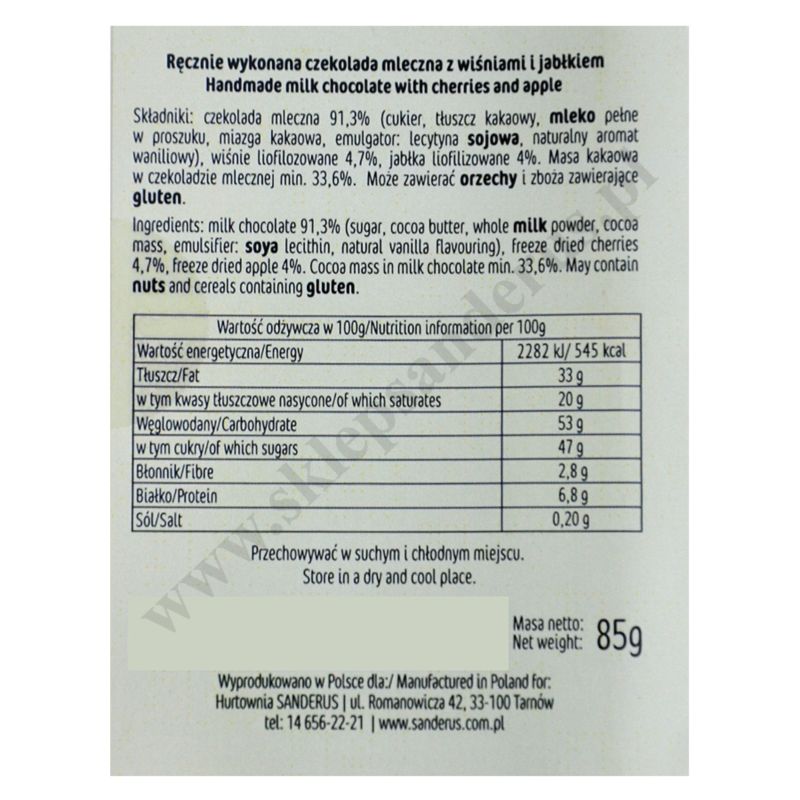 Ręcznie wykonana czekolada mleczna z wiśniami i jabłkiem
Handmade milk chocolate with cherries and apple
Składniki: czekolada mleczna 91,3% (cukier, tłuszcz kakaowy, mleko pełne
w proszuku, miazga kakaowa, emulgator: lecytyna sojowa, naturalny aromat
waniliowy), wiśnie liofilozowane 4,7%, jabłka liofilizowane 4%. Masa kakaowa
w czekoladzie mlecznej min. 33,6%. Może zawierać orzechy i zboża zawierające
gluten.
Ingredients: milk chocolate 91,3% (sugar, cocoa butter, whole milk powder, cocoa
mass, emulsifier: soya lecithin, natural vanilla flavouring), freeze dried cherries
4,7%, freeze dried apple 4%. Cocoa mass in milk chocolate min. 33,6%. May contain
nuts and cereals containing gluten.
Wartość odżywcza w 100g/Nutrition information per 100g
Wartość energetyczna/Energy 2282 kJ/ 545 kcal
Tłuszcz/Fat 33 g
w tym kwasy tłuszczowe nasycone/of which saturates 20 g
Węglowodany/Carbohydrate 53 g
w tym cukry/of which sugars 47 g
Błonnik/Fibre 2,8 g
Białko/Protein 6,8 g
Sól/Salt 0,20 g
Przechowywać w suchym i chłodnym miejscu.
Store in a dry and cool place.
Masa netto:
Net weight: 85g
Wyprodukowano w Polsce dla:/ Manufactured in Poland for:
Hurtownia SANDERUS | ul. Romanowicza 42, 33-100 Tarnów
tel: 14 656-22-21 | www.sanderus.com.pl
www.sklepsanderus.pl